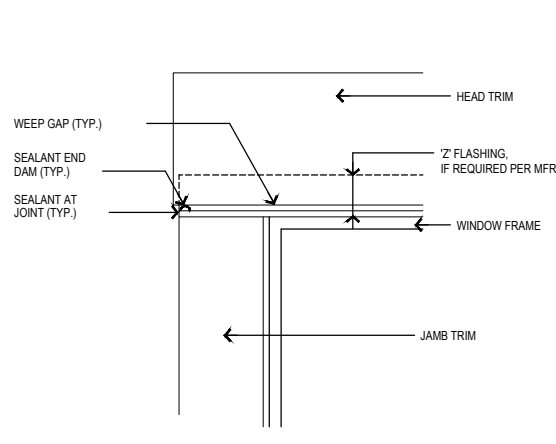 HEAD TRIM
WEEP GAP (TYP.)
'Z' FLASHING,
IF REQUIRED PER MFR
SEALANT END
DAM (TYP.)
SEALANT AT
JOINT (TYP.)
WINDOW FRAME
JAMB TRIM